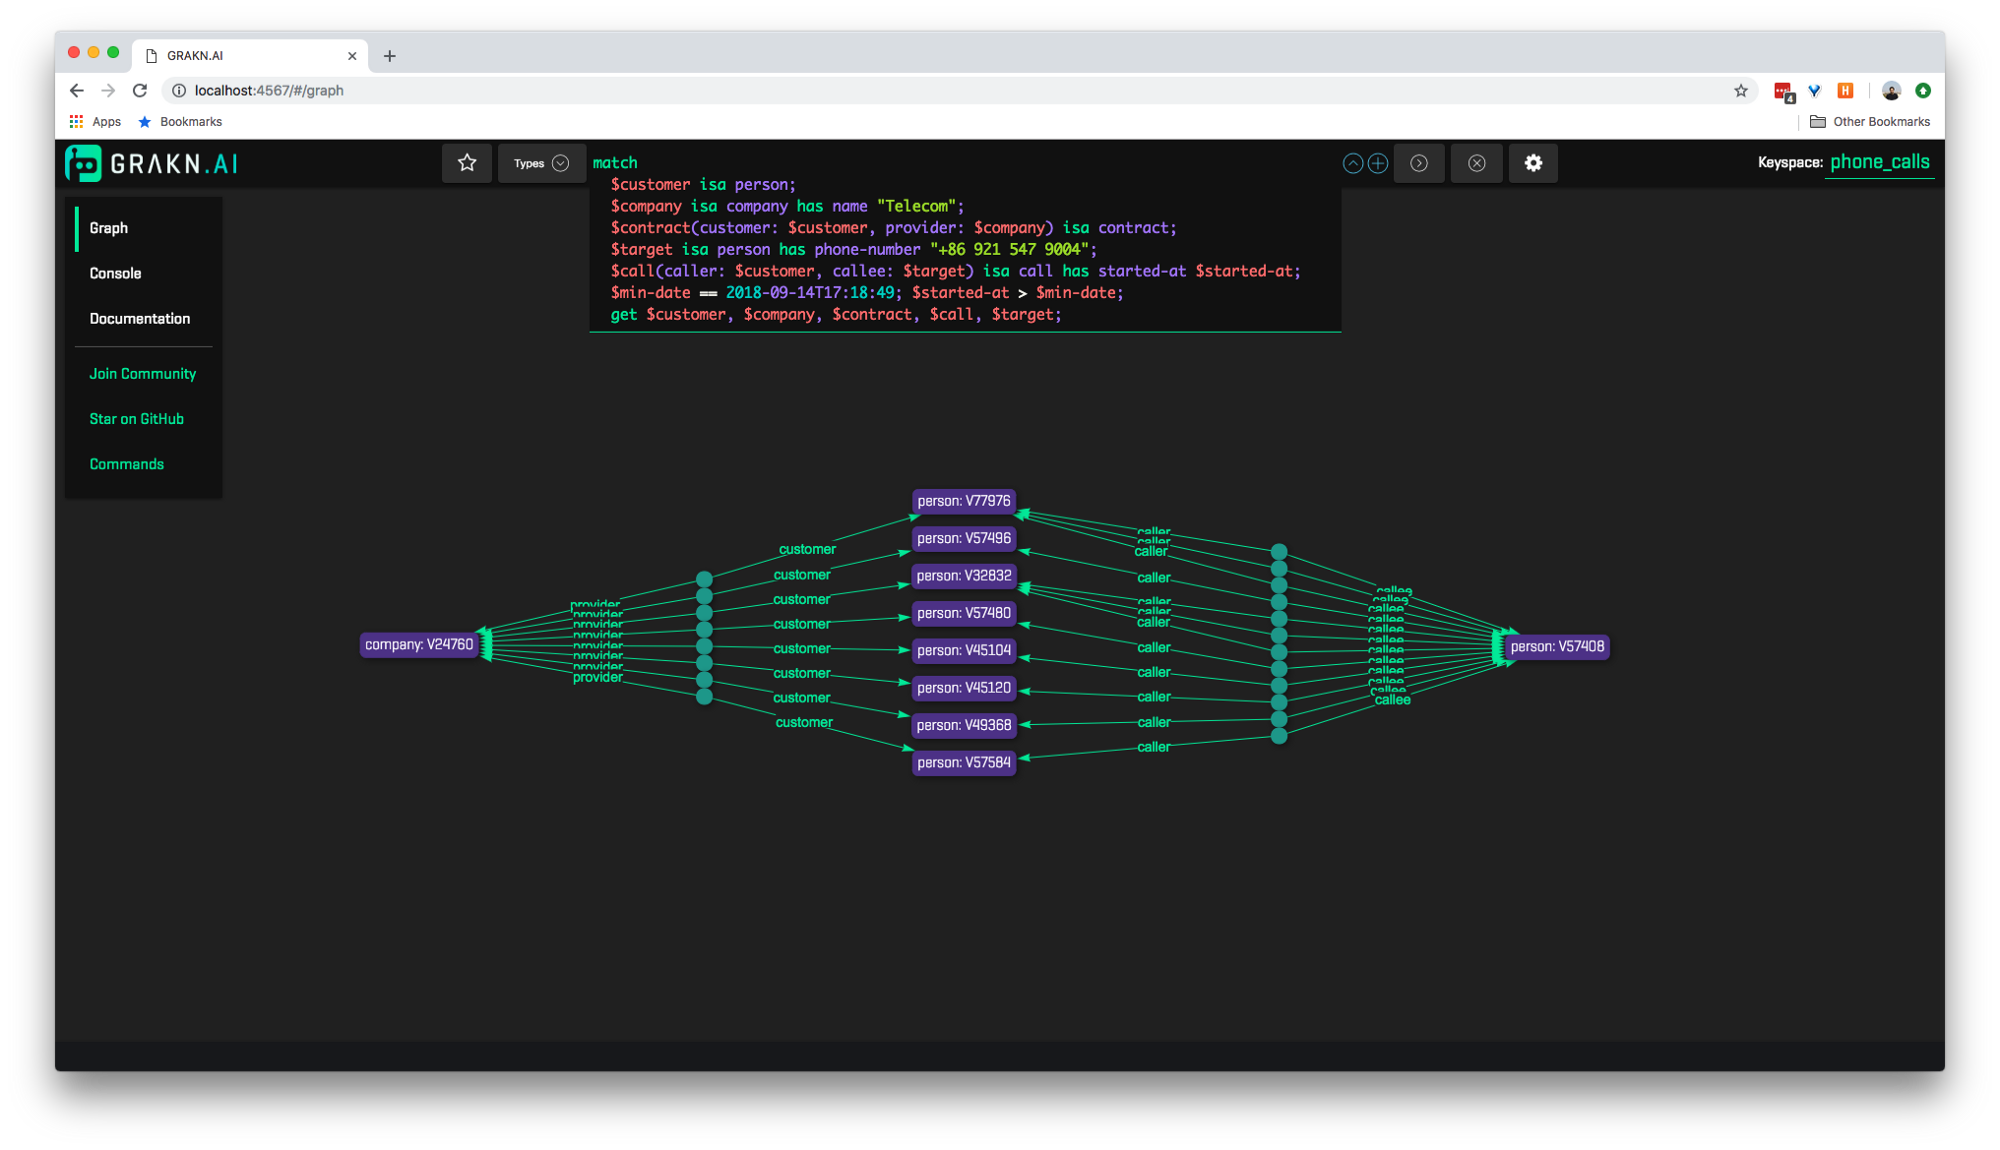 GRAKN.AI
localhost:4567/#/graph
4
H
Apps
Bookmarks
Other Bookmarks
GRAKN.AI
Types
match
$customer isa person;
$company isa company has name "Telecom";
$contract(customer: $customer, provider: $company) isa contract;
$target isa person has phone-number "+86 921 547 9004";
$call(caller: $customer, callee: $target) isa call has started-at $started-at;
$min-date == 2018-09-14T17:18:49; $started-at > $min-date;
get $customer, $company, $contract, $call, $target;
Keyspace: phone_calls
Graph
Console
Documentation
Join Community
Star on GitHub
Commands
company: V24760
provider
provider
provider
provider
provider
provider
provider
provider
customer
customer
customer
customer
customer
customer
customer
customer
person: V77976
person: V57496
person: V32832
person: V57480
person: V45104
person: V45120
person: V49368
person: V57584
caller
caller
caller
caller
caller
caller
caller
caller
caller
caller
caller
caller
callee
callee
callee
callee
callee
callee
callee
callee
callee
callee
callee
callee
person: V57408